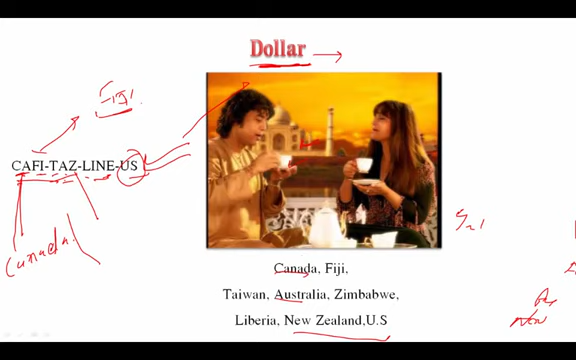 Dollar
Fiji.
CAFI-TAZ-LINE-US
Canada
Canada, Fiji,
Taiwan, Australia, Zimbabwe,
Liberia, New Zealand,U.S